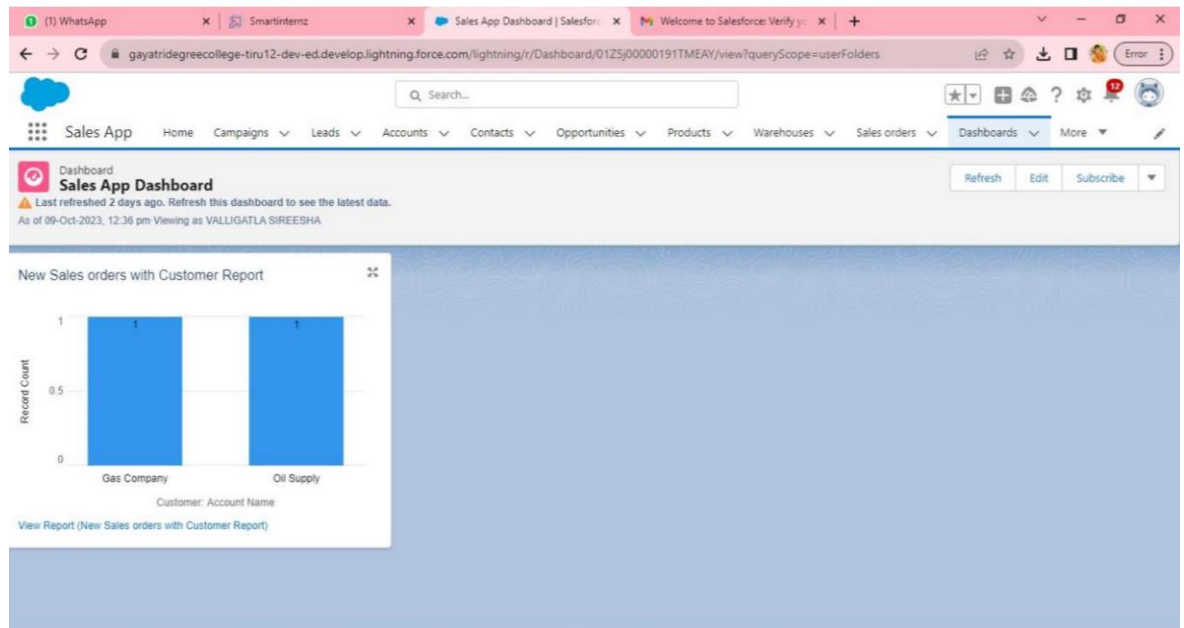 (1) WhatsApp
Smartinternz
Sales App Dashboard | Salesforc
Welcome to Salesforce: Verify yo
gayatridegreecollege-tiru12-dev-ed.develop.lightning.force.com/lightning/r/Dashboard/01Z5j00000191TMEAY/view?queryScope=userFolders
Error
Search...
12
Sales App Home Campaigns Leads Accounts Contacts Opportunities Products Warehouses Sales orders Dashboards More
Dashboard
Sales App Dashboard
Last refreshed 2 days ago. Refresh this dashboard to see the latest data.
As of 09-Oct-2023, 12:36 pm·Viewing as VALLIGATLA SIREESHA
Refresh Edit Subscribe
New Sales orders with Customer Report
1
1
1
Record Count
0.5
0
Gas Company
Oil Supply
Customer: Account Name
View Report (New Sales orders with Customer Report)